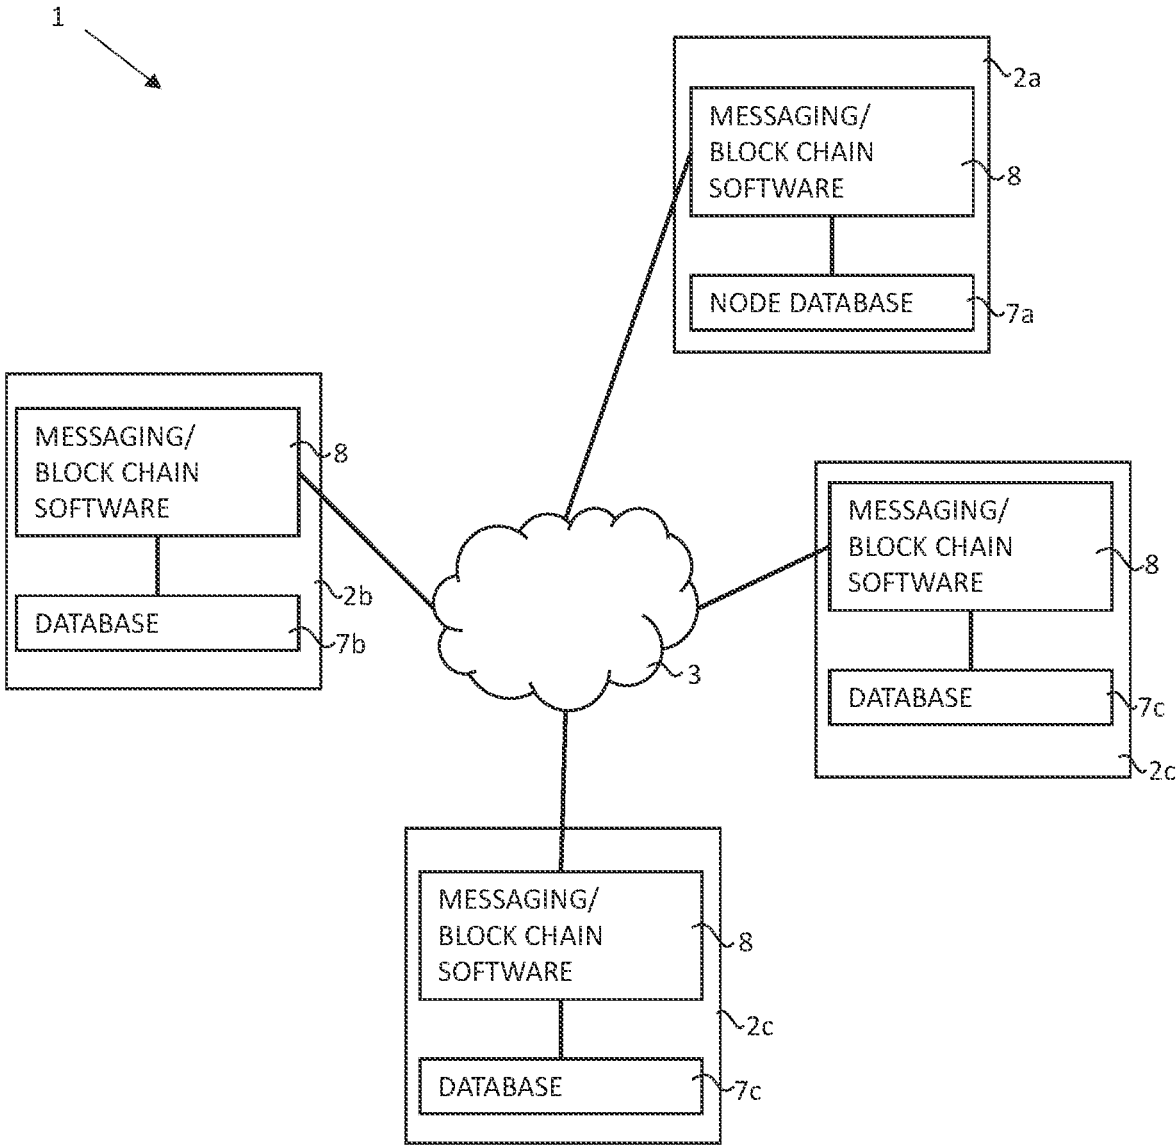 1
2a
MESSAGING/
BLOCK CHAIN
SOFTWARE
8
NODE DATABASE
7a
MESSAGING/
BLOCK CHAIN
SOFTWARE
8
2b
DATABASE
7b
3
MESSAGING/
BLOCK CHAIN
SOFTWARE
8
DATABASE
7c
2c
MESSAGING/
BLOCK CHAIN
SOFTWARE
8
2c
DATABASE
7c